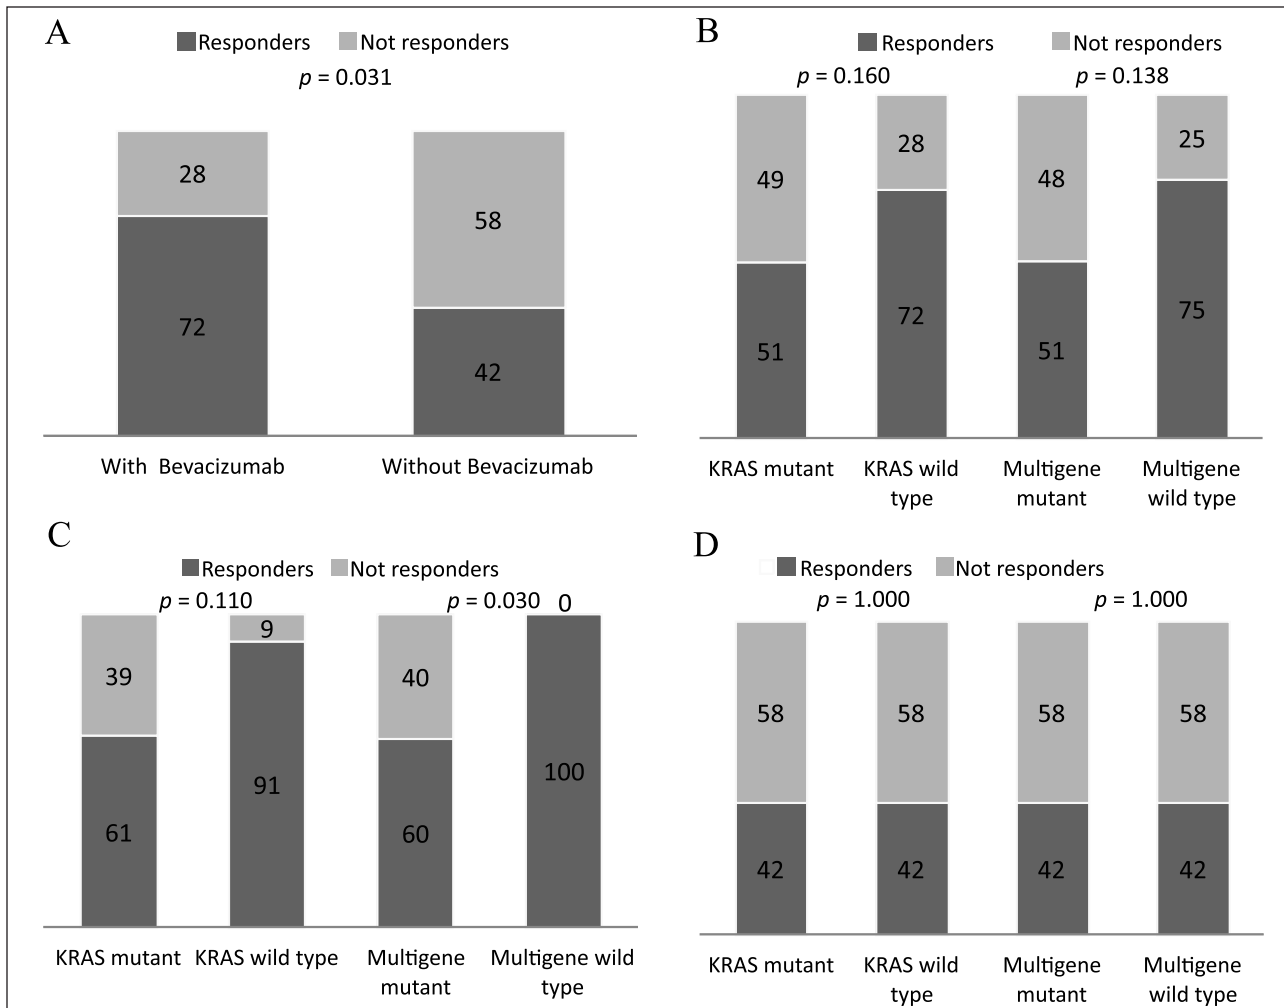 A
Responders Not responders
p = 0.031
28
58
72
42
With Bevacizumab Without Bevacizumab
B
Responders Not responders
p = 0.160 p = 0.138
49 28 48 25
51 72 51 75
KRAS mutant KRAS wild type Multigene mutant Multigene wild type
C
Responders Not responders
p = 0.110 p = 0.030 0
39 9 40
61 91 60 100
KRAS mutant KRAS wild type Multigene mutant Multigene wild type
D
Responders Not responders
p = 1.000 p = 1.000
58 58 58 58
42 42 42 42
KRAS mutant KRAS wild type Multigene mutant Multigene wild type